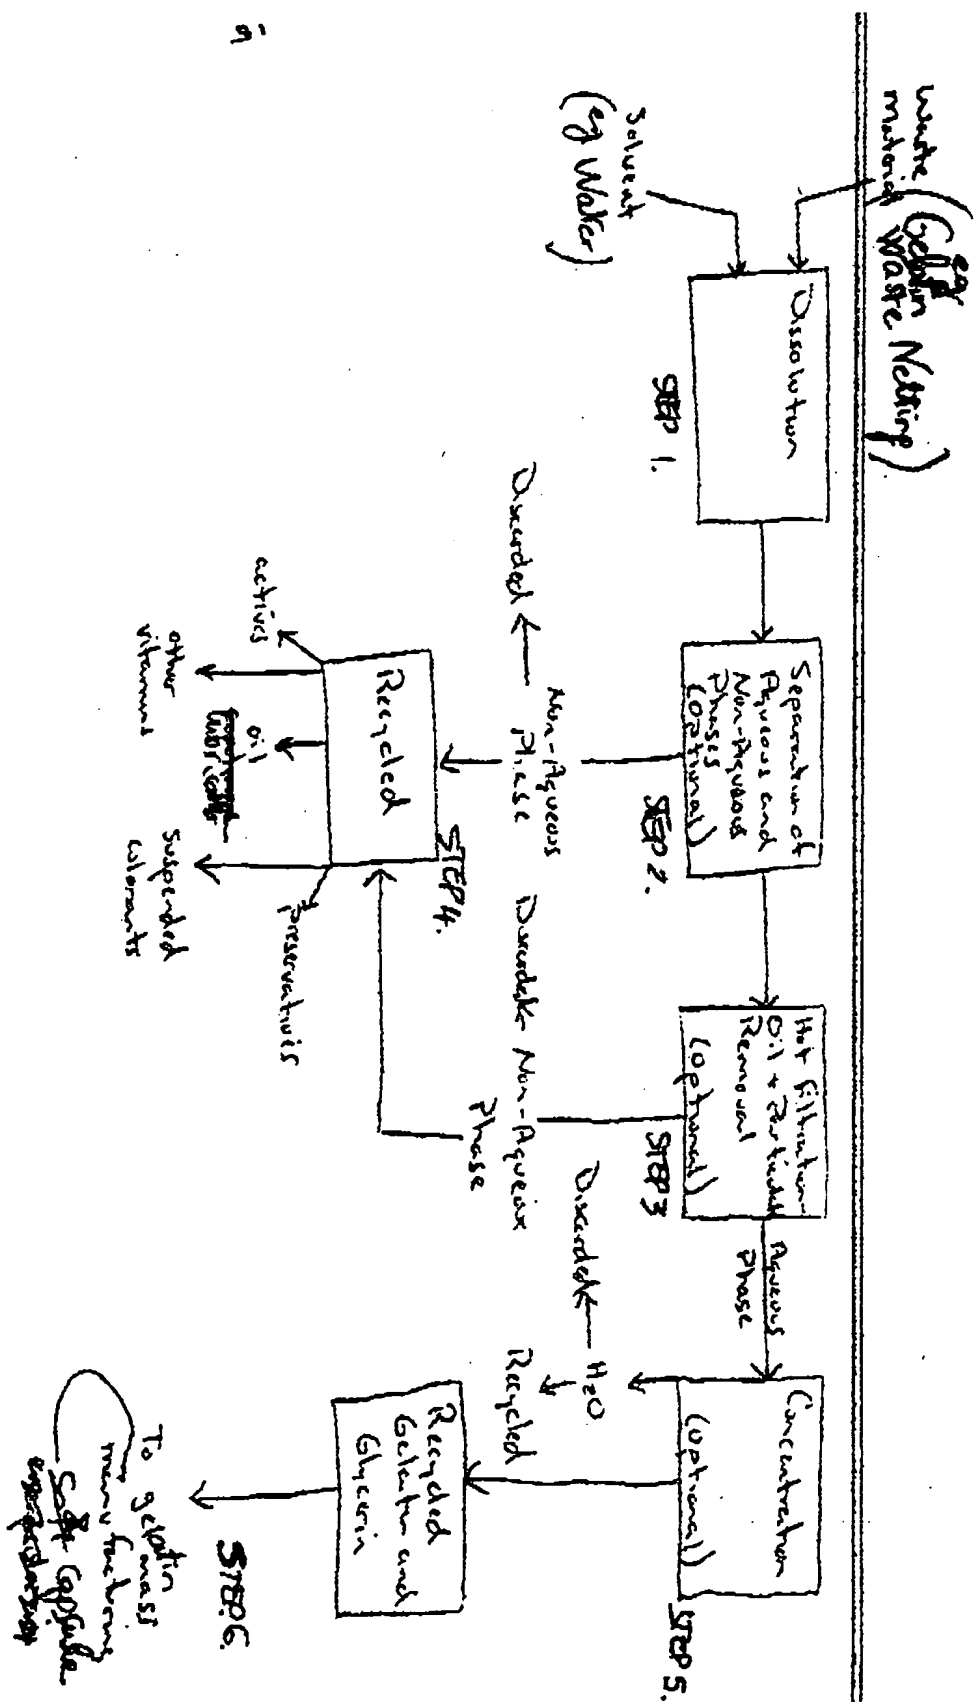 Waste
Material
(eg
Gelatin
Waste Netting)
Solvent
(eg Water)
Dissolution
STEP 1.
Separation of
Aqueous and
Non-Aqueous
Phases
(optional)
STEP 2.
Hot Filtration-
Oil + Particulate
Removal
(optional)
STEP 3
Aqueous
Phase
Concentration
(optional)
STEP 5.
Discarded
Non-Aqueous
Phase
Discarded Non-Aqueous
Phase
Discarded
H2O
Recycled
Recycled
STEP 4.
actives
other
vitamins
oil
suspended
colorants
preservatives
Recycled
Gelatin and
Glycerin
STEP 6.
To gelatin
mass
manufacturing
Soft Capsule